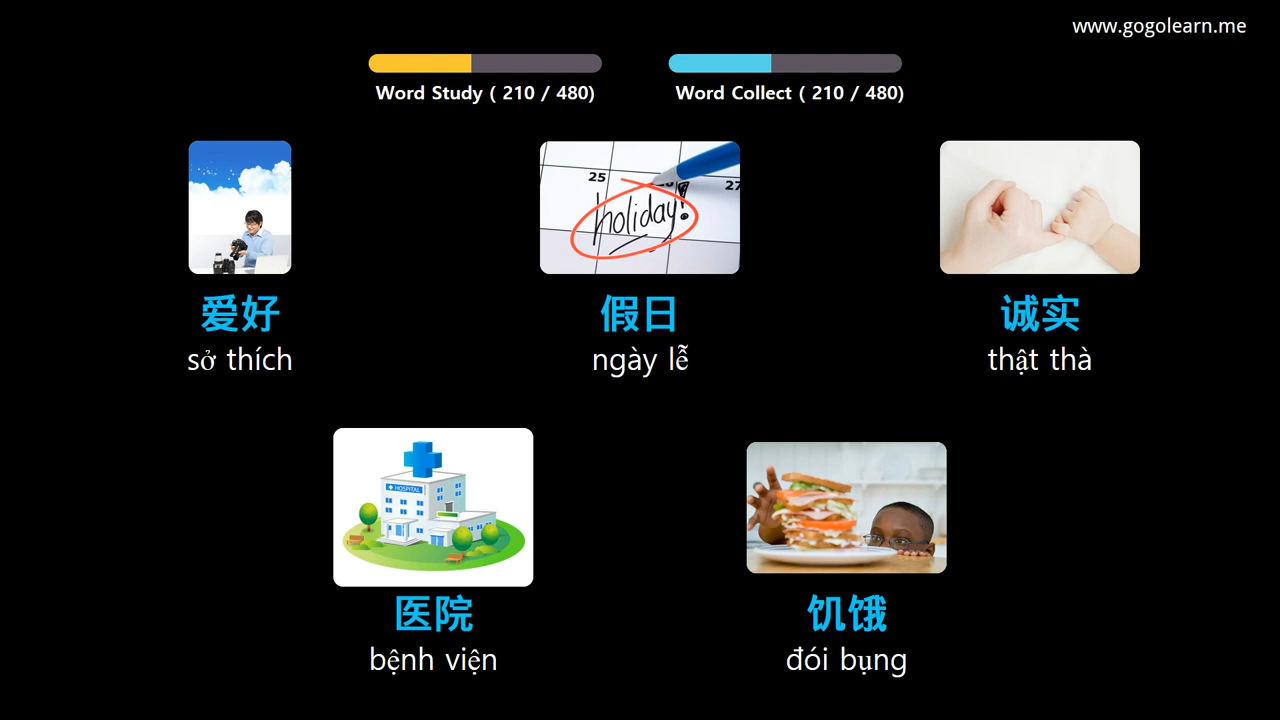 www.gogolearn.me
Word Study ( 210 / 480)
Word Collect ( 210 / 480)
25
27
holiday!
爱好
sở thích
假日
ngày lễ
诚实
thật thà
HOSPITAL
医院
bệnh viện
饥饿
đói bụng